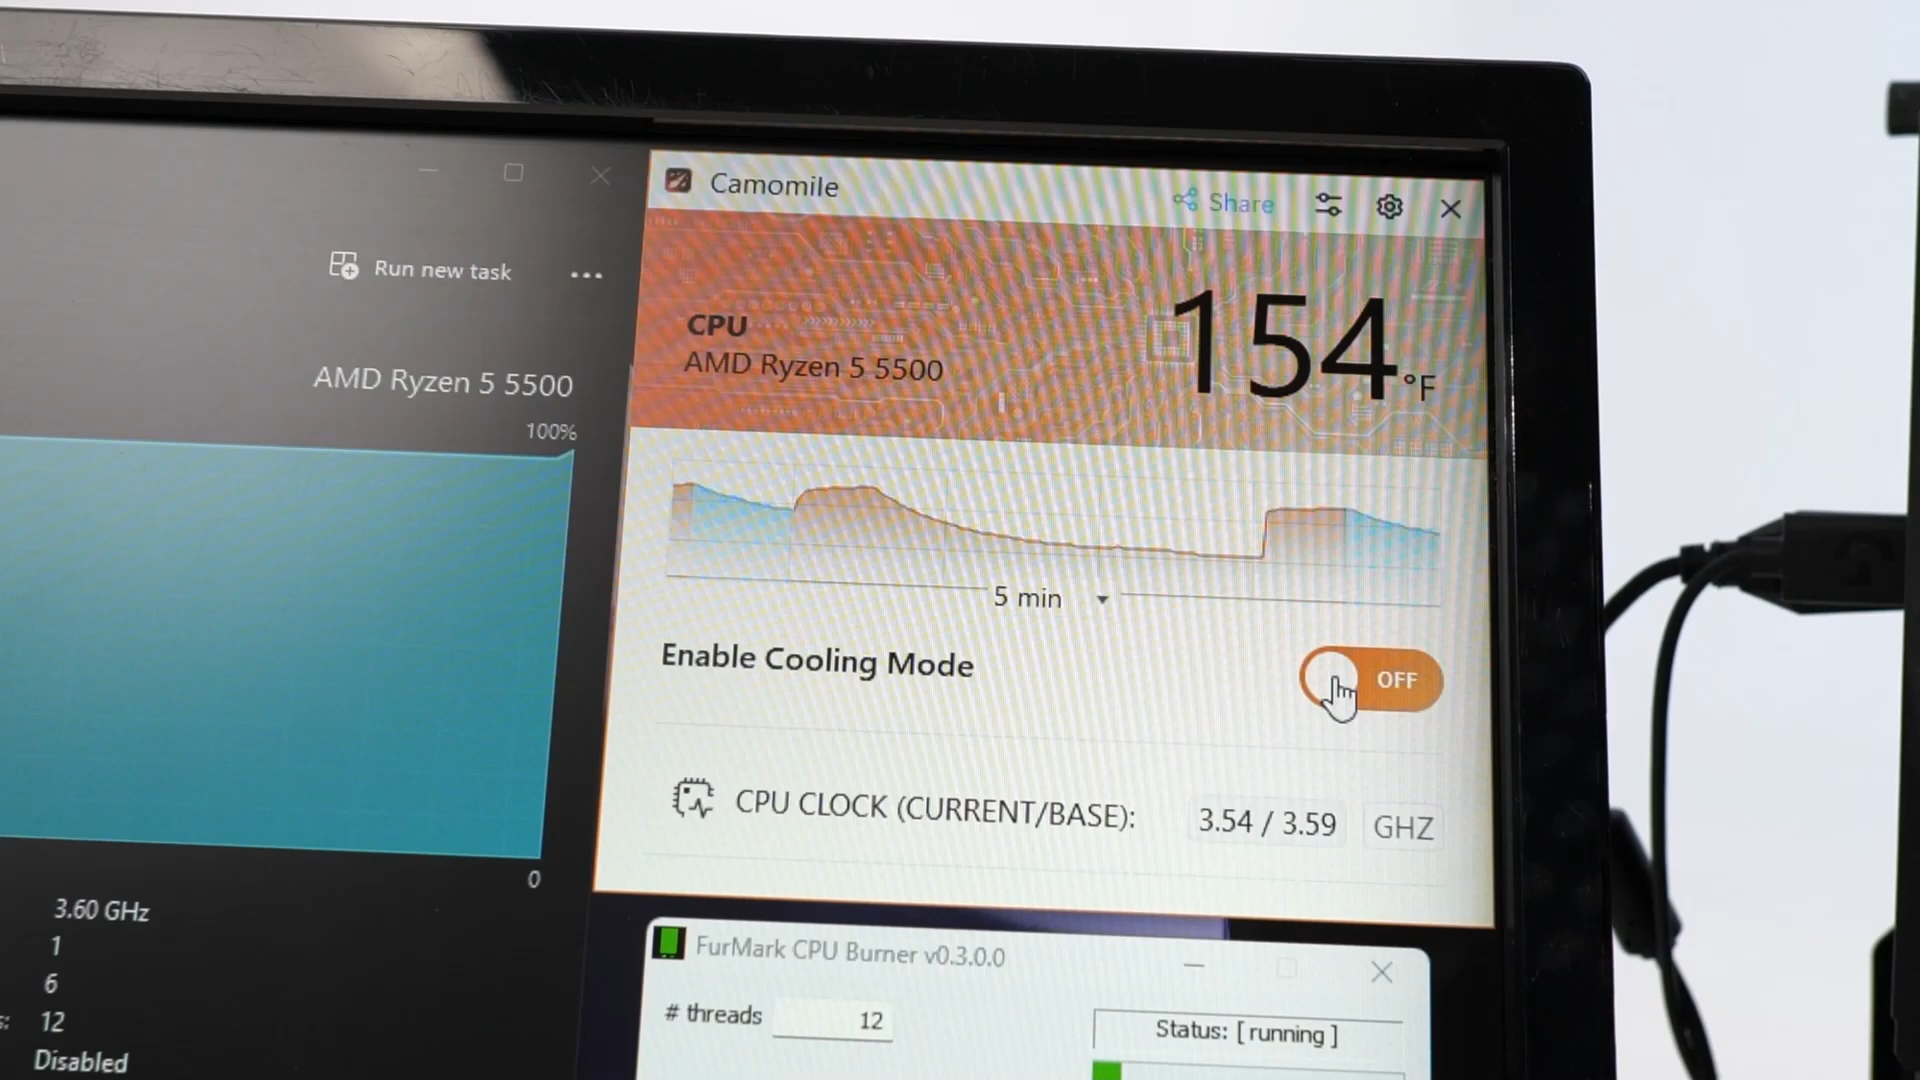 Run new task
AMD Ryzen 5 5500
100%
0
3.60 GHz
1
6
12
Disabled
Camomile
Share
CPU
AMD Ryzen 5 5500
154 °F
5 min
Enable Cooling Mode
OFF
CPU CLOCK (CURRENT/BASE): 3.54 / 3.59 GHZ
FurMark CPU Burner v0.3.0.0
# threads 12
Status: [ running ]